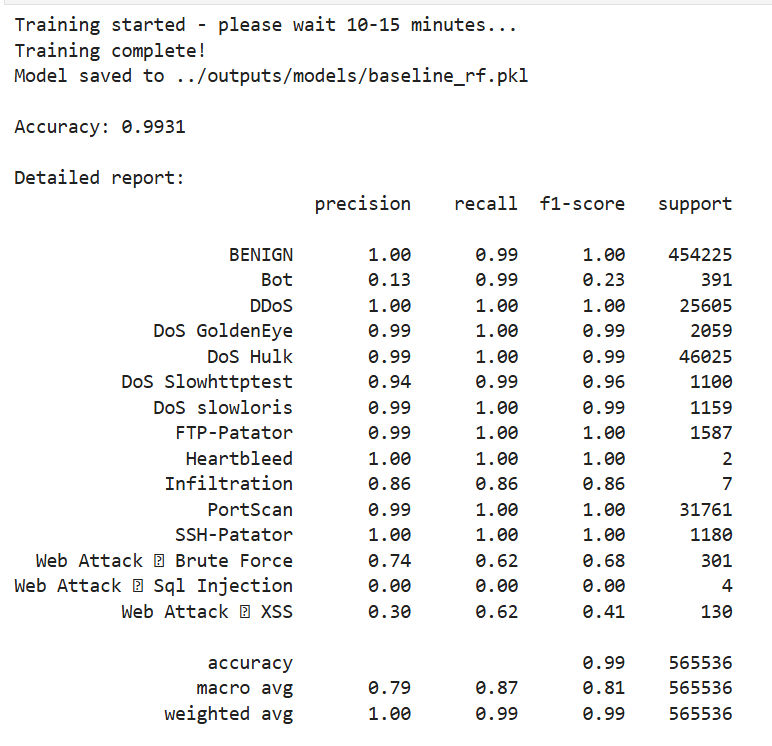 Training started - please wait 10-15 minutes...
Training complete!
Model saved to ../outputs/models/baseline_rf.pkl
Accuracy: 0.9931
Detailed report:
precision recall f1-score support
BENIGN 1.00 0.99 1.00 454225
Bot 0.13 0.99 0.23 391
DDoS 1.00 1.00 1.00 25605
DoS GoldenEye 0.99 1.00 0.99 2059
DoS Hulk 0.99 1.00 0.99 46025
DoS Slowhttptest 0.94 0.99 0.96 1100
DoS slowloris 0.99 1.00 0.99 1159
FTP-Patator 0.99 1.00 1.00 1587
Heartbleed 1.00 1.00 1.00 2
Infiltration 0.86 0.86 0.86 7
PortScan 0.99 1.00 1.00 31761
SSH-Patator 1.00 1.00 1.00 1180
Web Attack � Brute Force 0.74 0.62 0.68 301
Web Attack � Sql Injection 0.00 0.00 0.00 4
Web Attack � XSS 0.30 0.62 0.41 130
accuracy 0.99 565536
macro avg 0.79 0.87 0.81 565536
weighted avg 1.00 0.99 0.99 565536